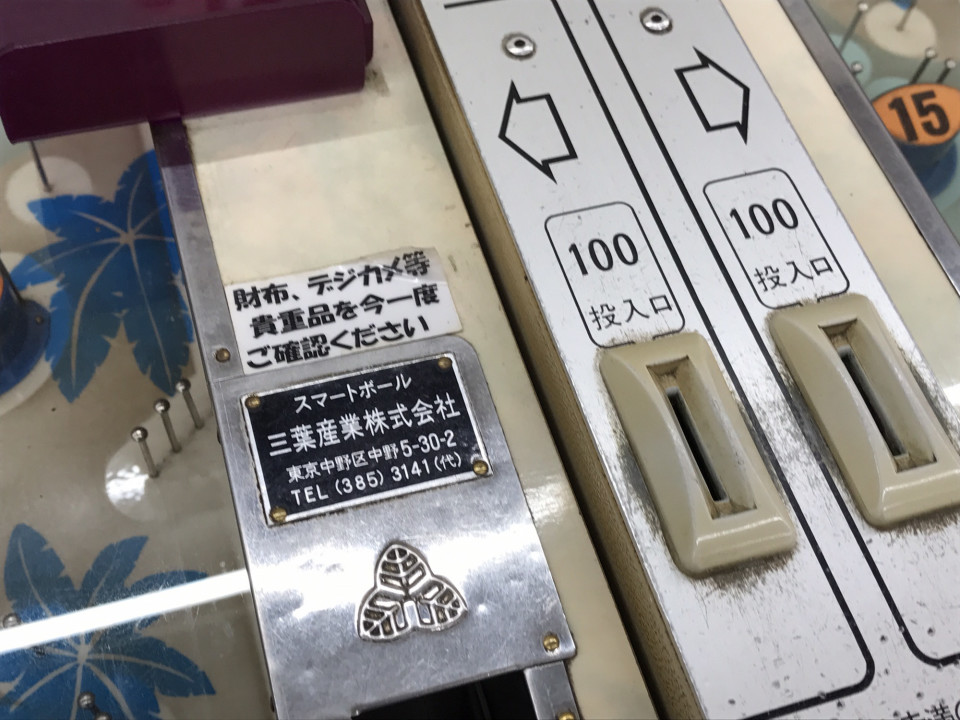 財布、デジカメ等
貴重品を今一度
ご確認ください
スマートボール
三葉産業株式会社
東京中野区中野5-30-2
TEL (385) 3141(代)
100
投入口
100
投入口
15